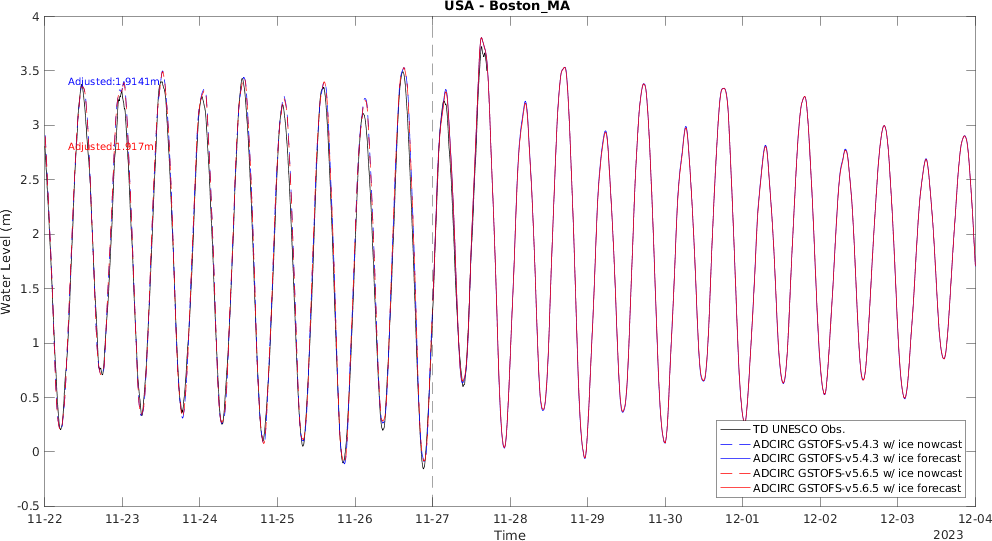 USA - Boston_MA
4
3.5
3
2.5
2
1.5
1
0.5
0
-0.5
Water Level (m)
Adjusted:1.9141m
Adjusted:1.917m
TD UNESCO Obs.
ADCIRC GSTOFS-v5.4.3 w/ ice nowcast
ADCIRC GSTOFS-v5.4.3 w/ ice forecast
ADCIRC GSTOFS-v5.6.5 w/ ice nowcast
ADCIRC GSTOFS-v5.6.5 w/ ice forecast
11-22 11-23 11-24 11-25 11-26 11-27 11-28 11-29 11-30 12-01 12-02 12-03 12-04
Time
2023